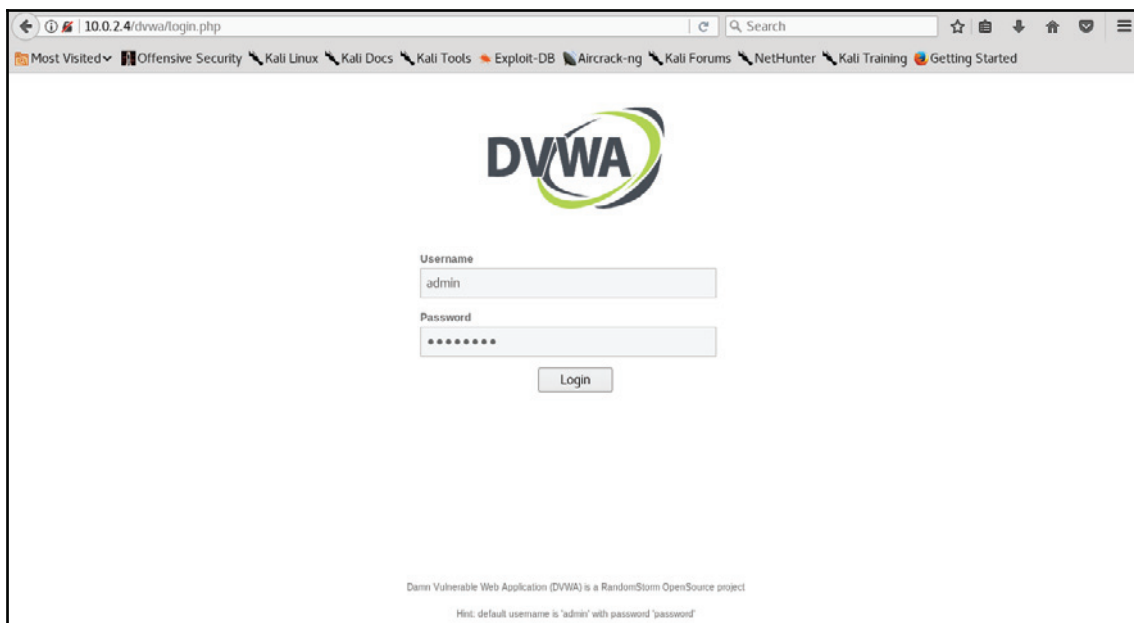 10.0.2.4/dvwa/login.php
Search
Most Visited Offensive Security Kali Linux Kali Docs Kali Tools Exploit-DB Aircrack-ng Kali Forums NetHunter Kali Training Getting Started
DVWA
Username
admin
Password
••••••••
Login
Damn Vulnerable Web Application (DVWA) is a RandomStorm OpenSource project
Hint: default username is 'admin' with password 'password'